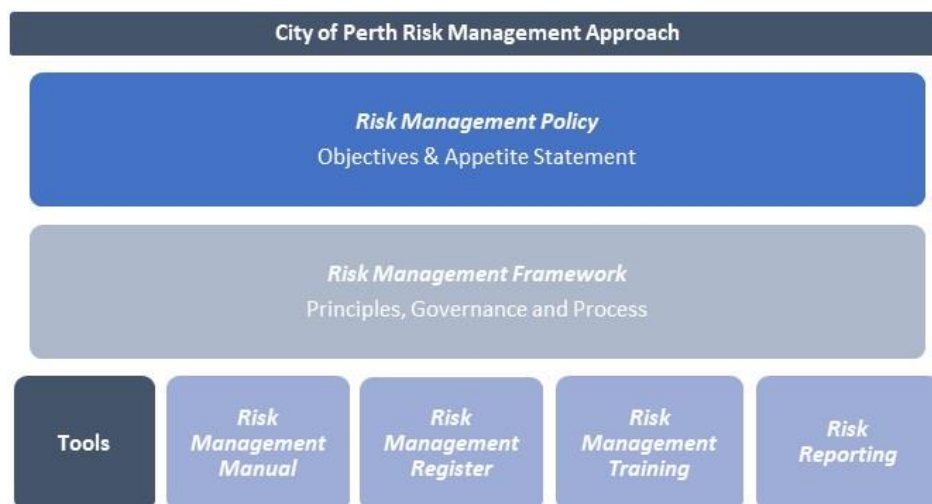 City of Perth Risk Management Approach
Risk Management Policy
Objectives & Appetite Statement
Risk Management Framework
Principles, Governance and Process
Tools
Risk
Management
Manual
Risk
Management
Register
Risk
Management
Training
Risk
Reporting